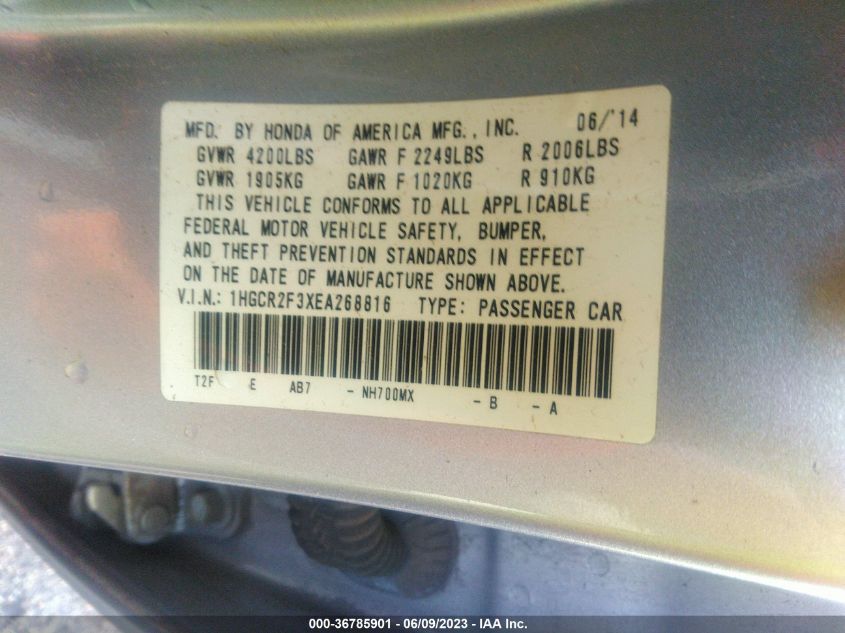 MFD. BY HONDA OF AMERICA MFG., INC. 06/'14
GVWR 4200LBS GAWR F 2249LBS R 2006LBS
GVWR 1905KG GAWR F 1020KG R 910KG
THIS VEHICLE CONFORMS TO ALL APPLICABLE
FEDERAL MOTOR VEHICLE SAFETY, BUMPER,
AND THEFT PREVENTION STANDARDS IN EFFECT
ON THE DATE OF MANUFACTURE SHOWN ABOVE.
V.I.N.: 1HGCR2F3XEA268816 TYPE: PASSENGER CAR
T2F E AB7 - NH700MX - B - A
000-36785901 - 06/09/2023 - IAA Inc.